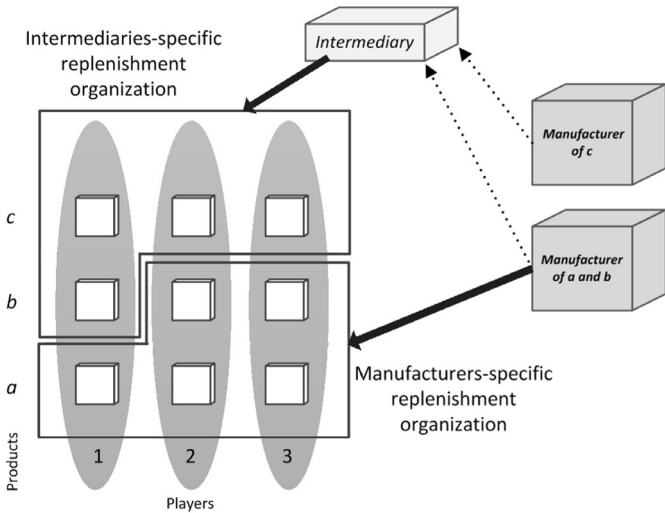 Intermediaries-specific
replenishment
organization
Intermediary
Manufacturer
of c
Manufacturer
of a and b
c
b
a
Manufacturers-specific
replenishment
organization
1 2 3
Products
Players